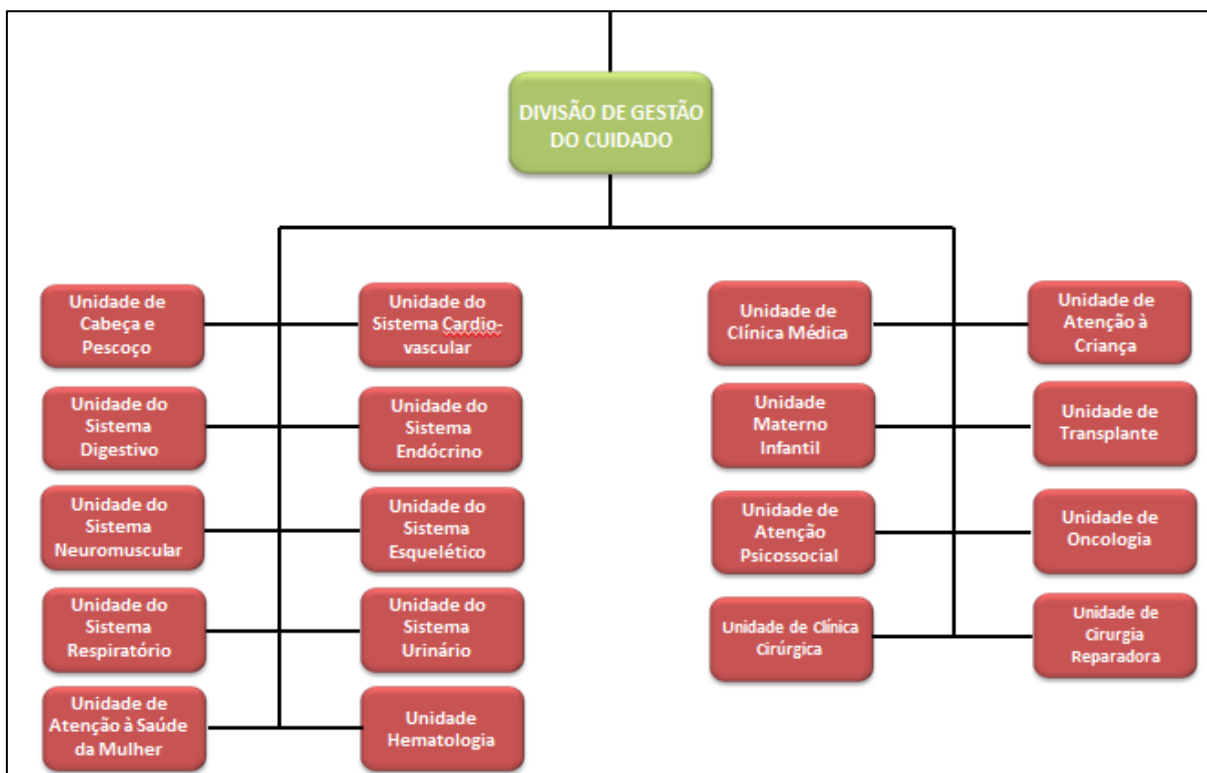 DIVISÃO DE GESTÃO
DO CUIDADO
Unidade de
Cabeça e
Pescoço
Unidade do
Sistema Cardio-
vascular
Unidade de
Clínica Médica
Unidade de
Atenção à
Criança
Unidade do
Sistema
Digestivo
Unidade do
Sistema
Endócrino
Unidade
Materno
Infantil
Unidade de
Transplante
Unidade do
Sistema
Neuromuscular
Unidade do
Sistema
Esquelético
Unidade de
Atenção
Psicossocial
Unidade de
Oncologia
Unidade do
Sistema
Respiratório
Unidade do
Sistema
Urinário
Unidade de Clínica
Cirúrgica
Unidade de
Cirurgia
Reparadora
Unidade de
Atenção à Saúde
da Mulher
Unidade
Hematologia